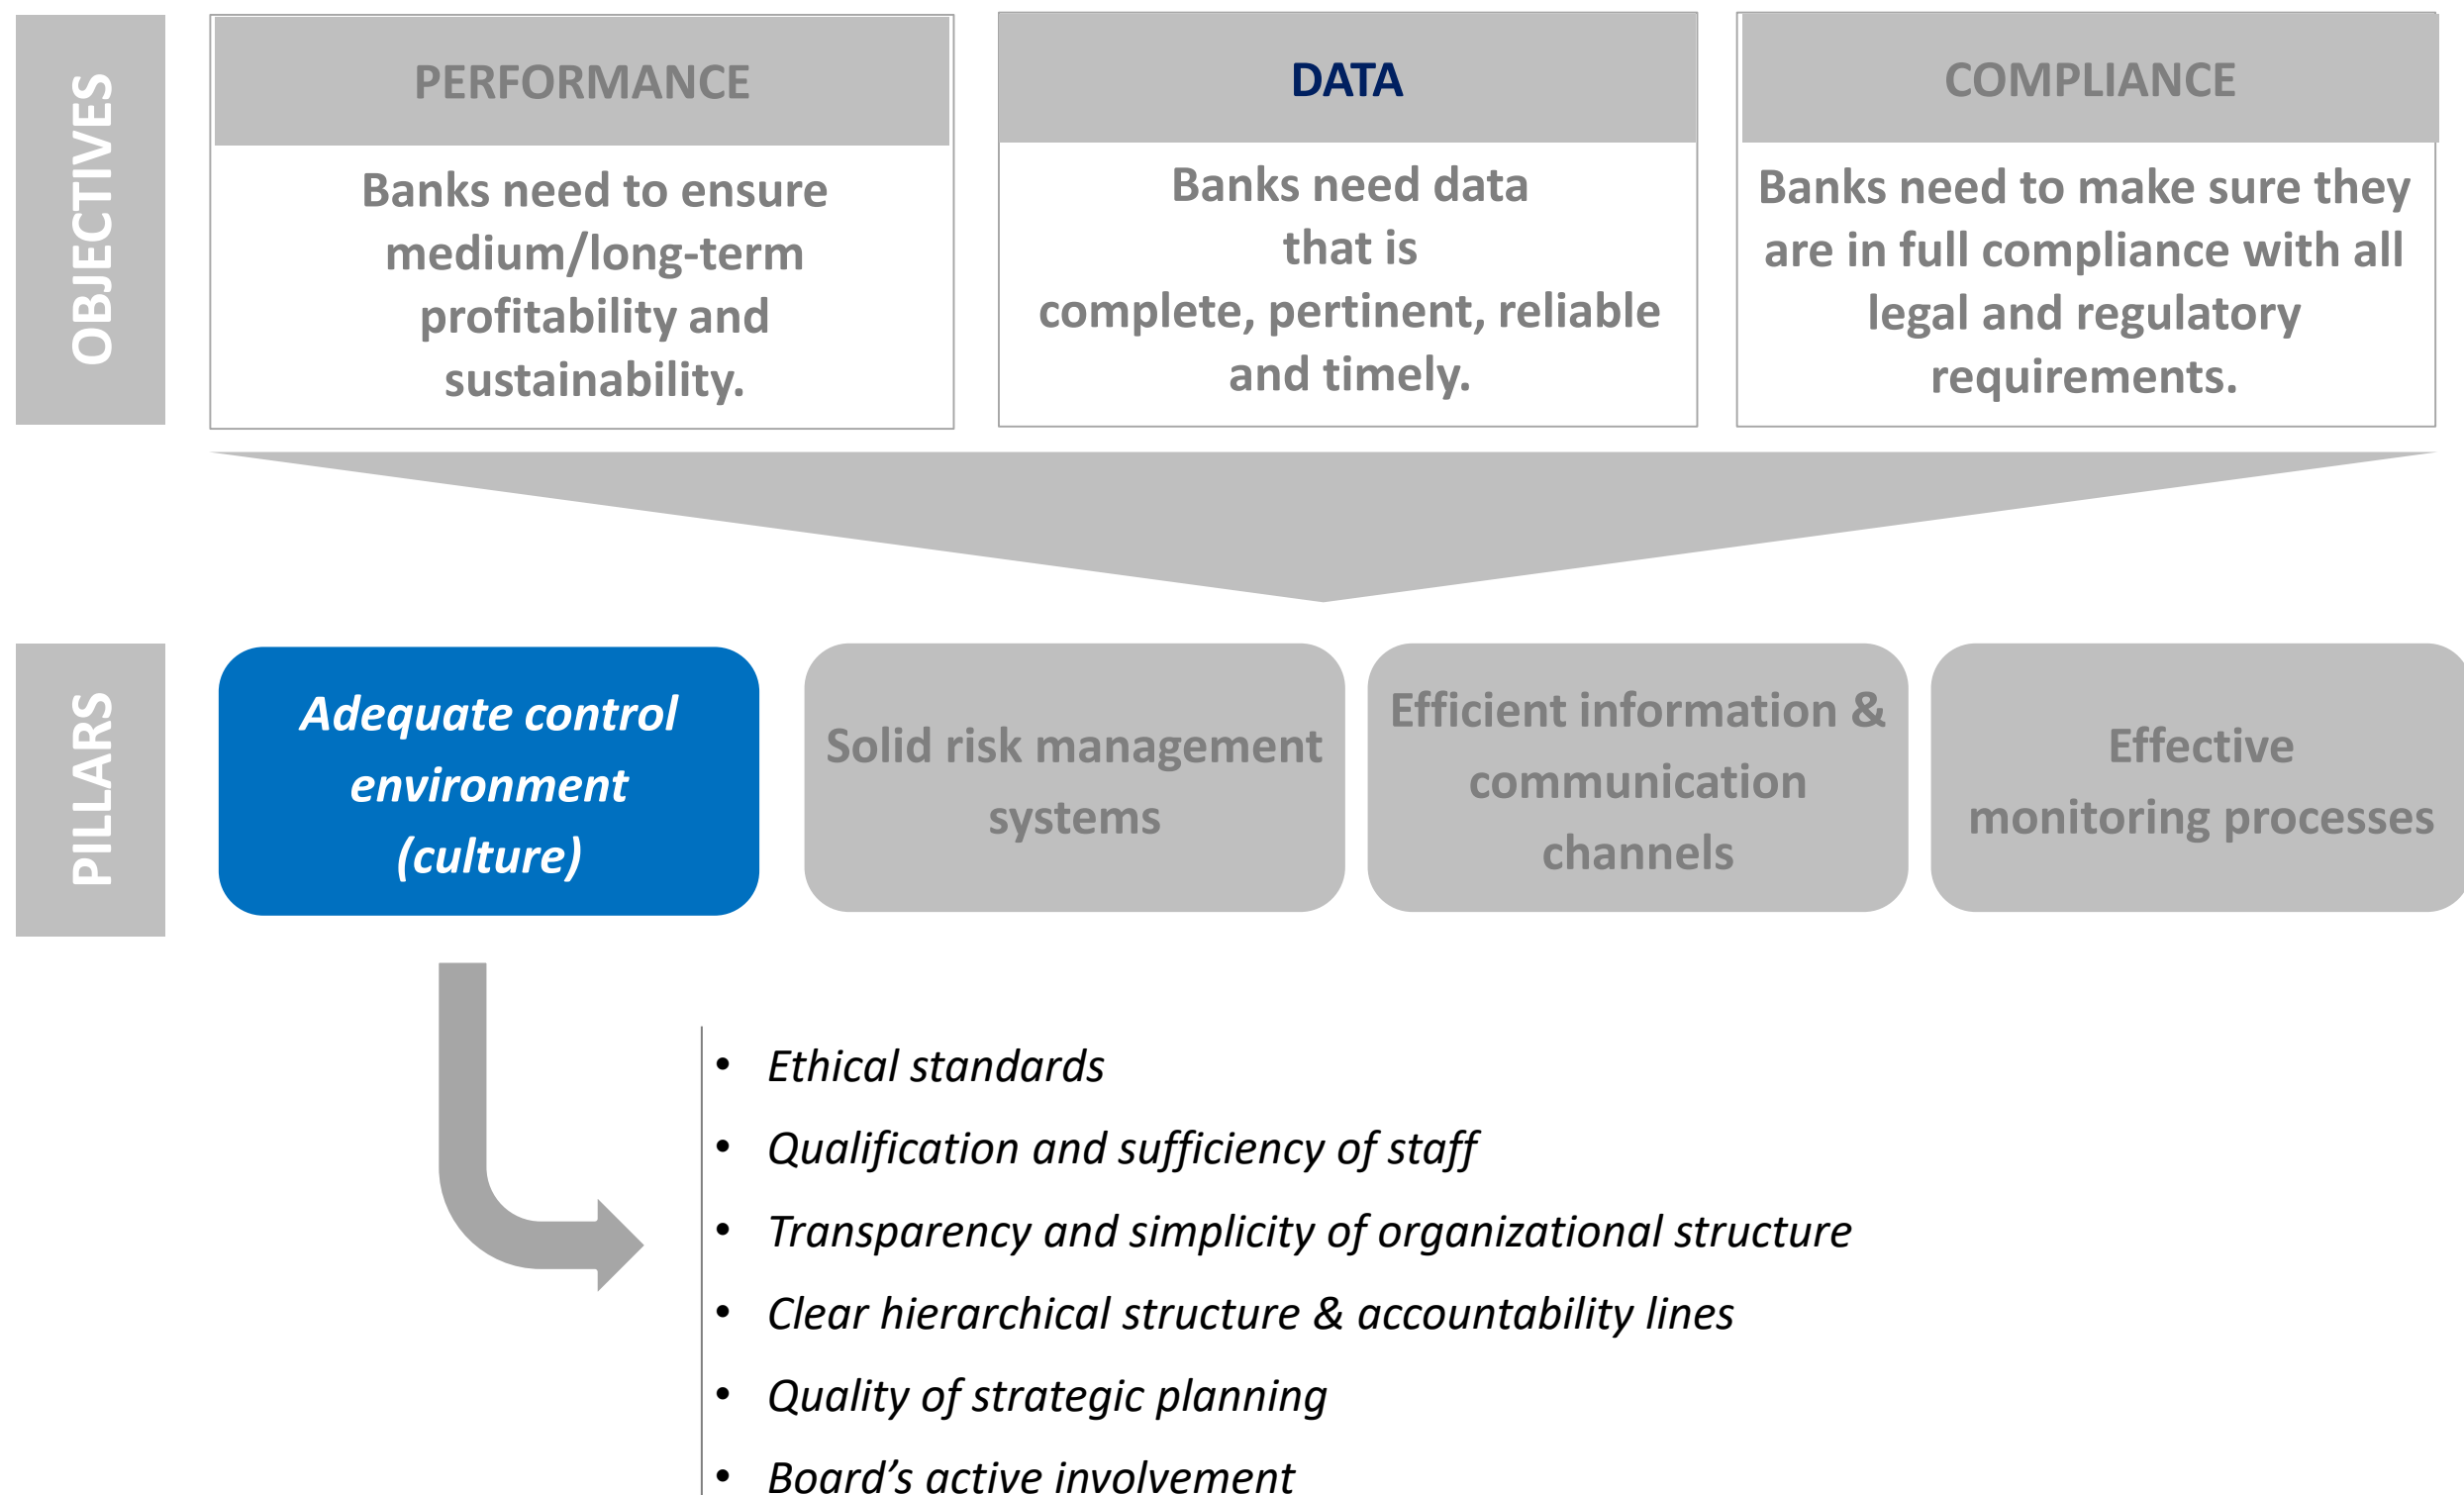 OBJECTIVES
PERFORMANCE
Banks need to ensure
medium/long-term
profitability and
sustainability.
DATA
Banks need data
that is
complete, pertinent, reliable
and timely.
COMPLIANCE
Banks need to make sure they
are in full compliance with all
legal and regulatory
requirements.
PILLARS
Adequate control
environment
(culture)
Solid risk management
systems
Efficient information &
communication
channels
Effective
monitoring processes
• Ethical standards
• Qualification and sufficiency of staff
• Transparency and simplicity of organizational structure
• Clear hierarchical structure & accountability lines
• Quality of strategic planning
• Board’s active involvement